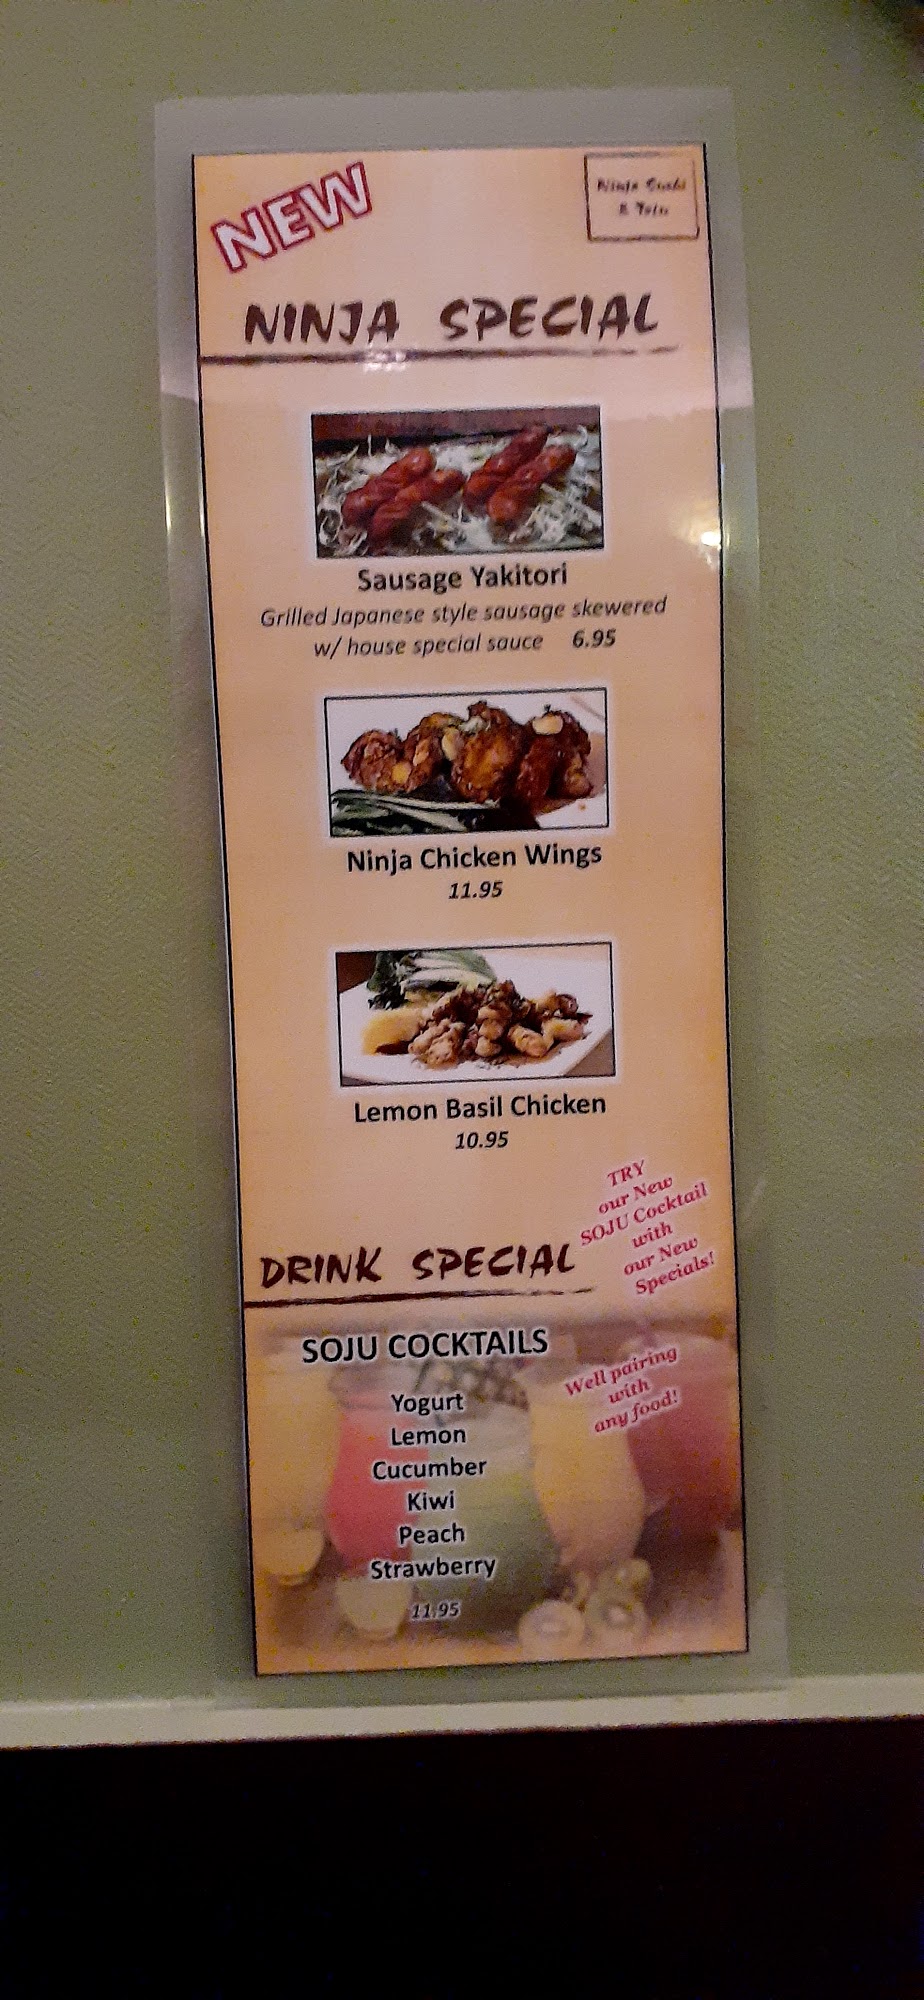 NEW
Ninja Sushi
NINJA SPECIAL
Sausage Yakitori
Grilled Japanese style sausage skewered
w/ house special sauce 6.95
Ninja Chicken Wings
11.95
Lemon Basil Chicken
10.95
TRY
our New
SOJU Cocktail
with
our New
Specials!
DRINK SPECIAL
SOJU COCKTAILS
Well pairing
with
any food!
Yogurt
Lemon
Cucumber
Kiwi
Peach
Strawberry
11.95